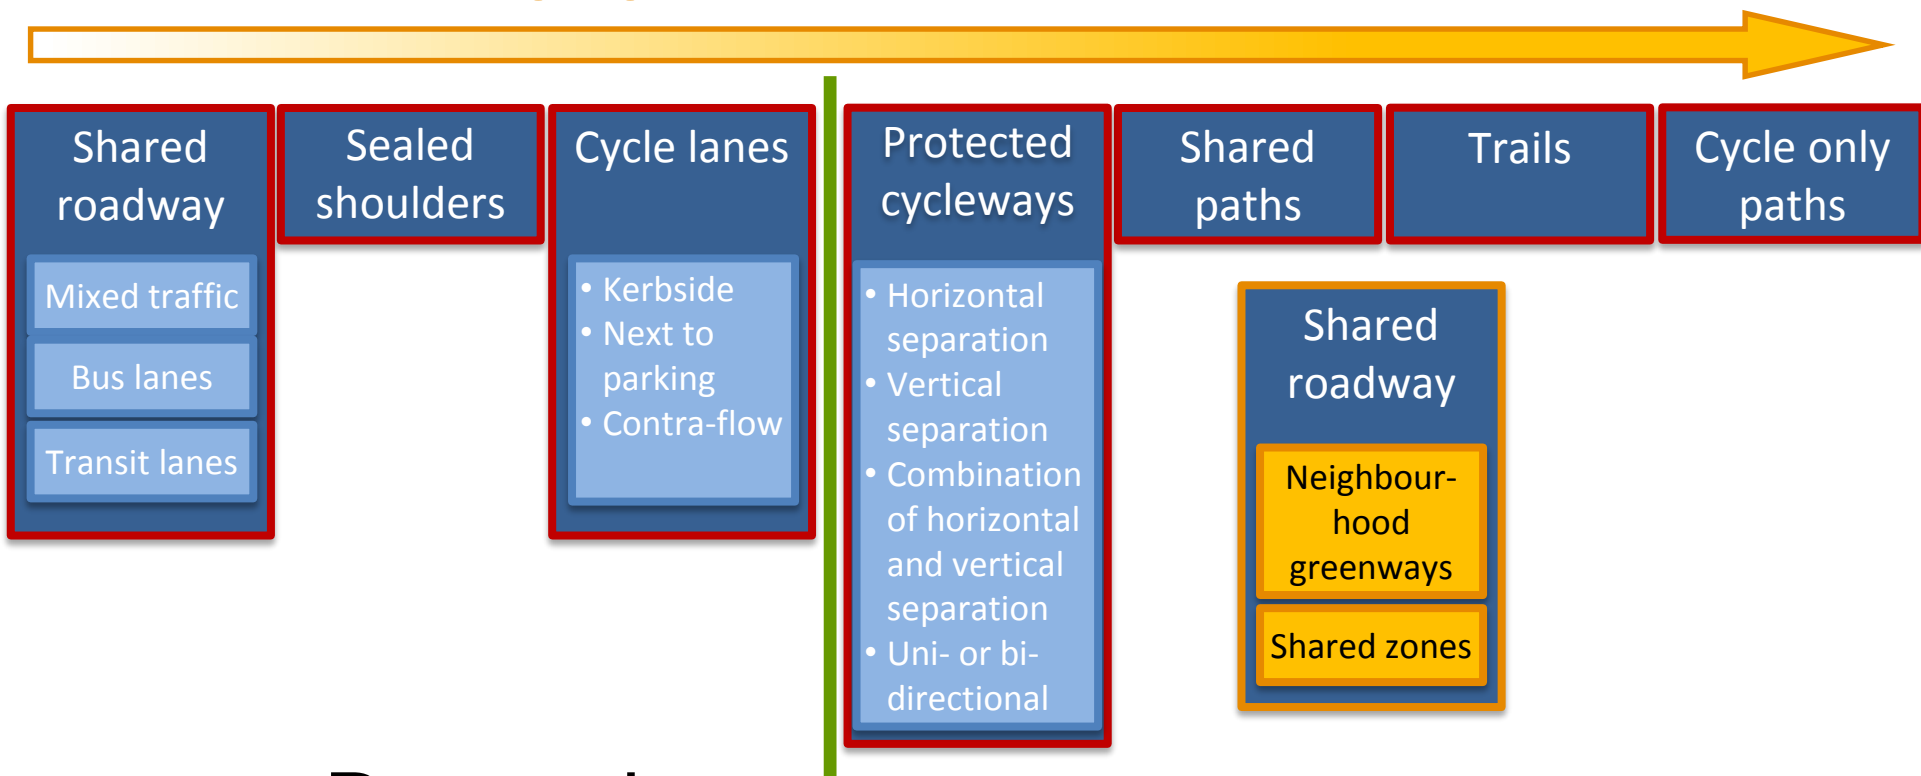 Shared
roadway
Mixed traffic
Bus lanes
Transit lanes
Sealed
shoulders
Cycle lanes
• Kerbside
• Next to
parking
• Contra-flow
Protected
cycleways
• Horizontal
separation
• Vertical
separation
• Combination
of horizontal
and vertical
separation
• Uni- or bi-
directional
Shared
paths
Trails
Cycle only
paths
Shared
roadway
Neighbour-
hood
greenways
Shared zones